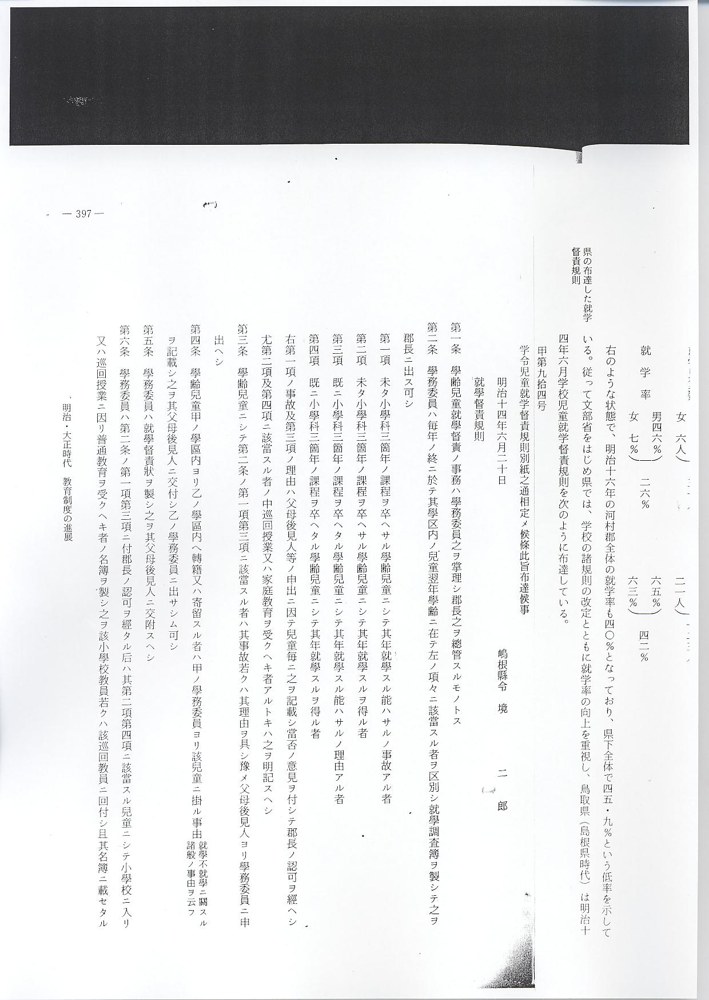 女 六人
二一人
就学率
男四六％
女 七％
二六％
六五％
六三％
四二％
右のような状態で、明治十六年の河村郡全体の就学率も四〇％となっており、県下全体で四五・九％という低率を示して
いる。従って文部省をはじめ県では、学校の諸規則の改定とともに就学率の向上を重視し、鳥取県（島根県時代）は明治十
県の布達した就学
督責規則
四年六月学校児童就学督責規則を次のように布達している。
甲第九拾四号
学令児童就学督責規則別紙之通相定メ候條此旨布達候事
明治十四年六月二十日 嶋根縣令 境 二郎
就學督責規則
第一条 學齢兒童就學督責ノ事務ハ學務委員之ヲ掌理シ郡長之ヲ總管スルモノトス
第二条 學務委員ハ毎年ノ終ニ於テ其學区内ノ兒童翌年學齢ニ在テ左ノ項々ニ該當スル者ヲ区別シ就學調査簿ヲ製シテ之ヲ
郡長ニ出ス可シ
第一項 未タ小學科三箇年ノ課程ヲ卒ヘサル學齢兒童ニシテ其年就學スル能ハサルノ事故アル者
第二項 未タ小學科三箇年ノ課程ヲ卒ヘサル學齢兒童ニシテ其年就學スルヲ得ル者
第三項 既ニ小學科三箇年ノ課程ヲ卒ヘタル學齢兒童ニシテ其年就學スル能ハサルノ理由アル者
第四項 既ニ小學科三箇年ノ課程ヲ卒ヘタル學齢兒童ニシテ其年就學スルヲ得ル者
右第一項ノ事故及第三項ノ理由ハ父母後見人等ノ申出ニ因テ兒童毎ニ之ヲ記載シ當否ノ意見ヲ付シテ郡長ノ認可ヲ經ヘシ
尤第二項及第四項ニ該當スル者ノ中巡回授業又ハ家庭教育ヲ受クヘキ者アルトキハ之ヲ明記スヘシ
第三条 學齢兒童ニシテ第二条ノ第一項第三項ニ該當スル者ハ其事故若クハ其理由ヲ具シ豫メ父母後見人ヨリ學務委員ニ申
出ヘシ
第四条 學齢兒童甲ノ學區内ヨリ乙ノ學區内ヘ轉籍又ハ寄留スル者ハ甲ノ學務委員ヨリ該兒童ニ掛ル事由
就學不就學ニ關スル
諸般ノ事由ヲ云フ
ヲ記載シ之ヲ其父母後見人ニ交付シ乙ノ學務委員ニ出サシム可シ
第五条 學務委員ハ就學督責狀ヲ製シ之ヲ其父母後見人ニ交附スヘシ
第六条 學務委員ハ第二条ノ第一項第三項ニ付郡長ノ認可ヲ經タル后ハ其第二項第四項ニ該當スル兒童ニシテ小學校ニ入リ
又ハ巡回授業ニ因リ普通教育ヲ受クヘキ者ノ名簿ヲ製シ之ヲ該小學校教員若クハ該巡回教員ニ回付シ且其名簿ニ載セタル
明治・大正時代 教育制度の進展
— 397 —